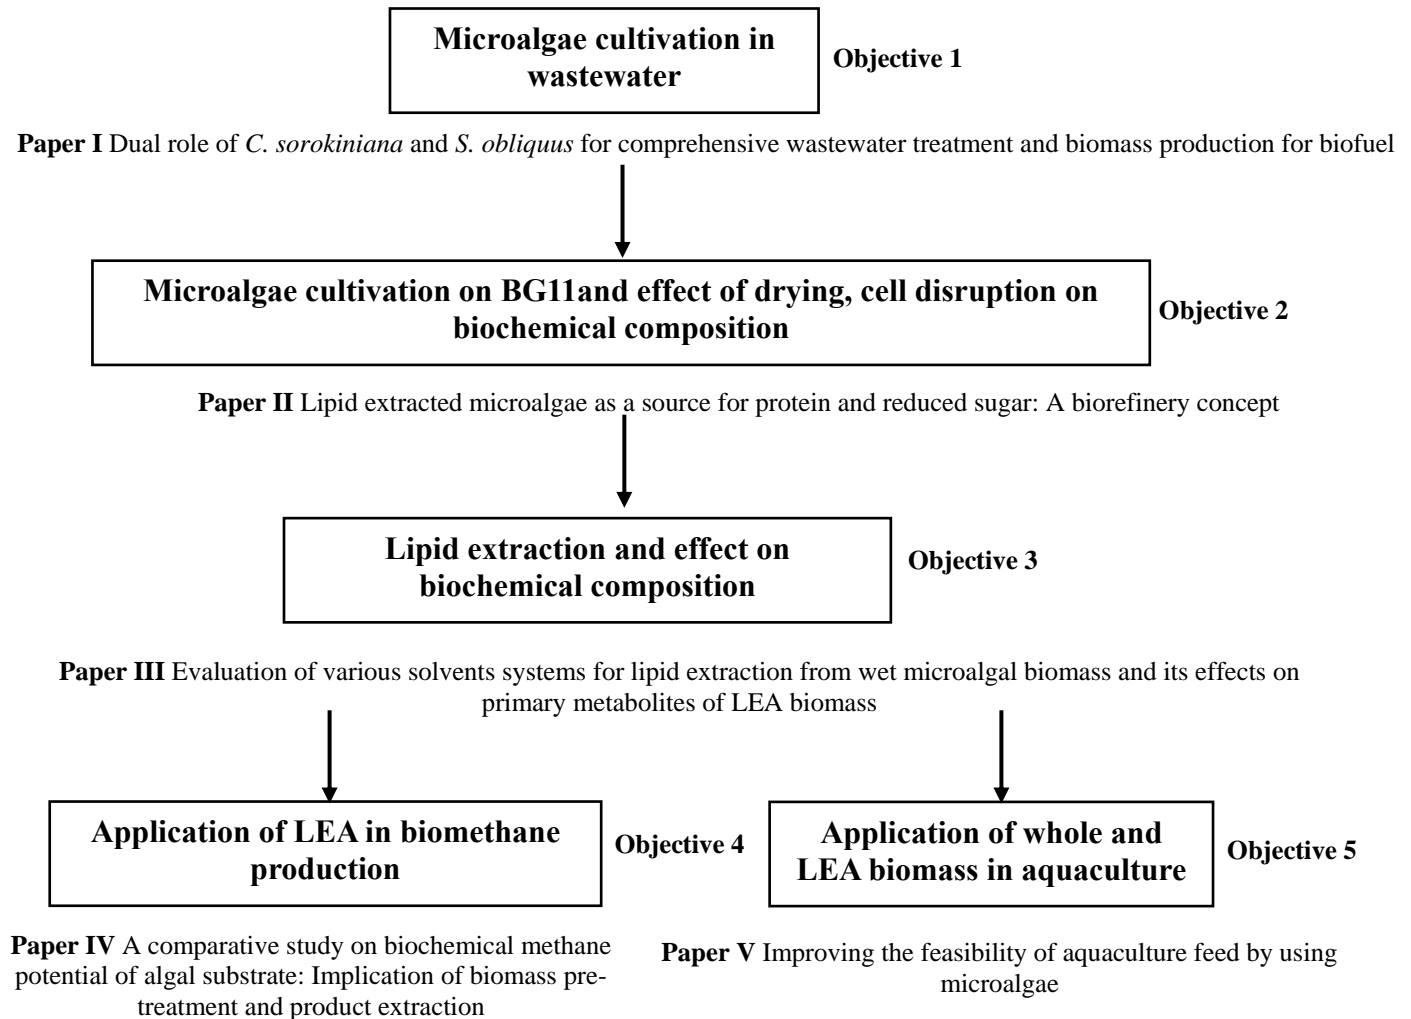 Microalgae cultivation in
wastewater
Objective 1
Paper I Dual role of C. sorokiniana and S. obliquus for comprehensive wastewater treatment and biomass production for biofuel
Microalgae cultivation on BG11and effect of drying, cell disruption on
biochemical composition
Objective 2
Paper II Lipid extracted microalgae as a source for protein and reduced sugar: A biorefinery concept
Lipid extraction and effect on
biochemical composition
Objective 3
Paper III Evaluation of various solvents systems for lipid extraction from wet microalgal biomass and its effects on
primary metabolites of LEA biomass
Application of LEA in biomethane
production
Objective 4
Application of whole and
LEA biomass in aquaculture
Objective 5
Paper IV A comparative study on biochemical methane
potential of algal substrate: Implication of biomass pre-
treatment and product extraction
Paper V Improving the feasibility of aquaculture feed by using
microalgae